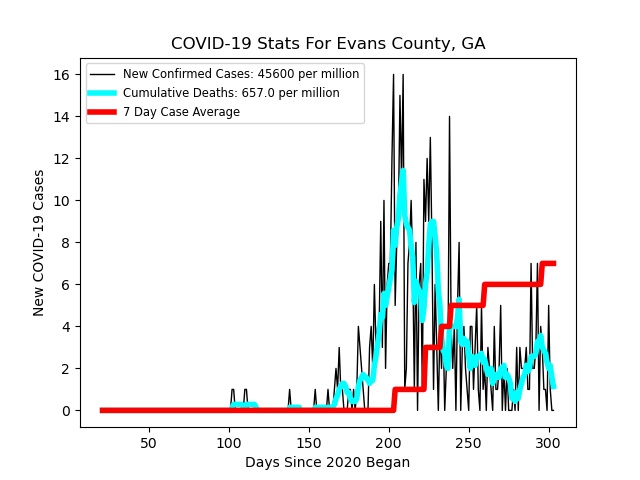 COVID-19 Stats For Evans County, GA
New Confirmed Cases: 45600 per million
Cumulative Deaths: 657.0 per million
7 Day Case Average
New COVID-19 Cases
16
14
12
10
8
6
4
2
0
50 100 150 200 250 300
Days Since 2020 Began